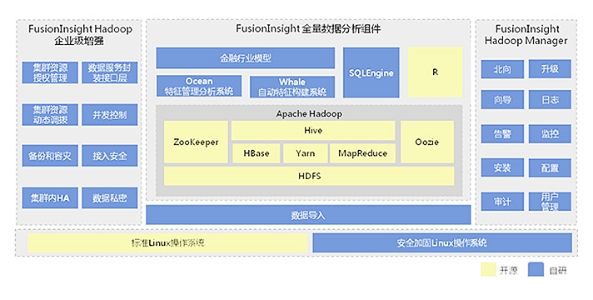 FusionInsight Hadoop
企业级增强
集群资源
授权管理
数据服务封
装接口层
集群资源
动态调拨
并发控制
备份和容灾
接入安全
集群内HA
数据私密
FusionInsight 全量数据分析组件
金融行业模型
Ocean
特征管理分析系统
Whale
自动特征构建系统
SQLEngine
R
Apache Hadoop
ZooKeeper
Hive
HBase
Yarn
MapReduce
Oozie
HDFS
数据导入
FusionInsight
Hadoop Manager
北向
升级
向导
日志
告警
监控
安装
配置
审计
用户
管理
标准Linux操作系统
安全加固Linux操作系统
开源
自研